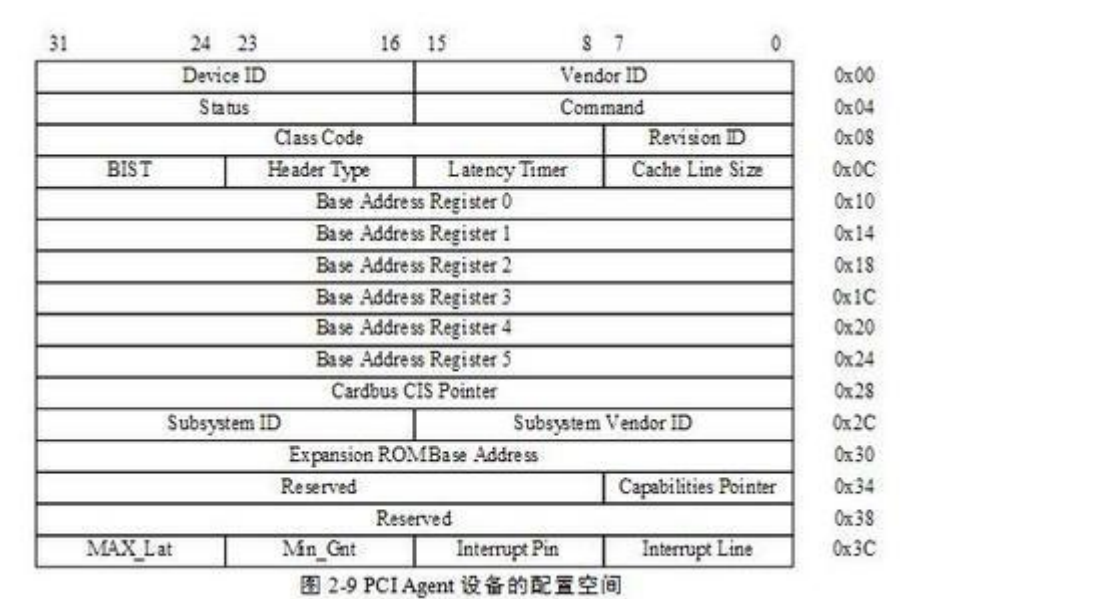 31 24 23 16 15 8 7 0
Device ID Vendor ID 0x00
Status Command 0x04
Class Code Revision ID 0x08
BIST Header Type Latency Timer Cache Line Size 0x0C
Base Address Register 0 0x10
Base Address Register 1 0x14
Base Address Register 2 0x18
Base Address Register 3 0x1C
Base Address Register 4 0x20
Base Address Register 5 0x24
Cardbus CIS Pointer 0x28
Subsystem ID Subsystem Vendor ID 0x2C
Expansion ROM Base Address 0x30
Reserved Capabilities Pointer 0x34
Reserved 0x38
MAX_Lat Min_Gnt Interrupt Pin Interrupt Line 0x3C
图 2-9 PCI Agent 设备的配置空间